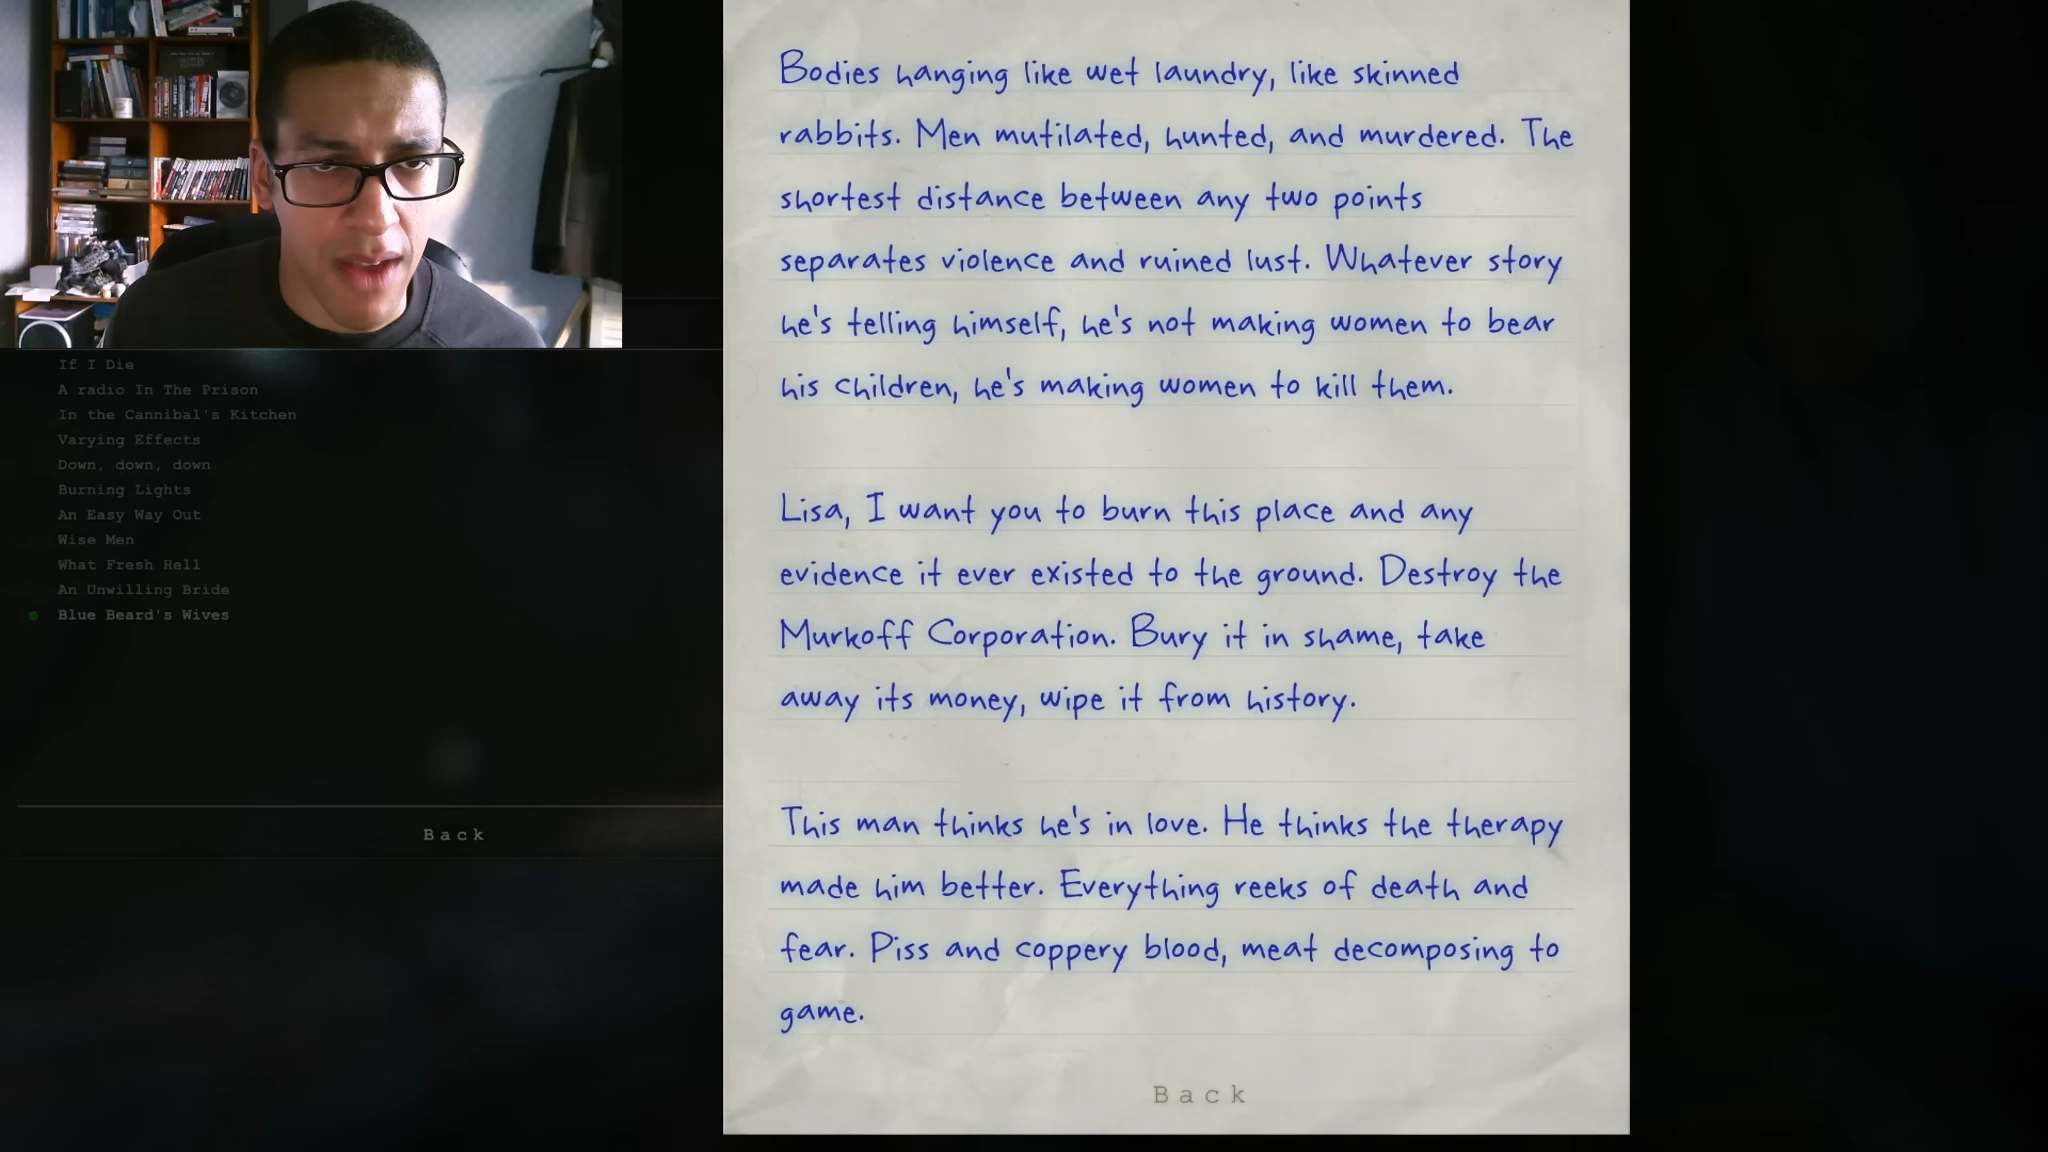 If I Die
A radio In The Prison
In the Cannibal's Kitchen
Varying Effects
Down, down, down
Burning Lights
An Easy Way Out
Wise Men
What Fresh Hell
An Unwilling Bride
Blue Beard's Wives
Back
Bodies hanging like wet laundry, like skinned
rabbits. Men mutilated, hunted, and murdered. The
shortest distance between any two points
separates violence and ruined lust. Whatever story
he's telling himself, he's not making women to bear
his children, he's making women to kill them.
Lisa, I want you to burn this place and any
evidence it ever existed to the ground. Destroy the
Murkoff Corporation. Bury it in shame, take
away its money, wipe it from history.
This man thinks he's in love. He thinks the therapy
made him better. Everything reeks of death and
fear. Piss and coppery blood, meat decomposing to
game.
Back